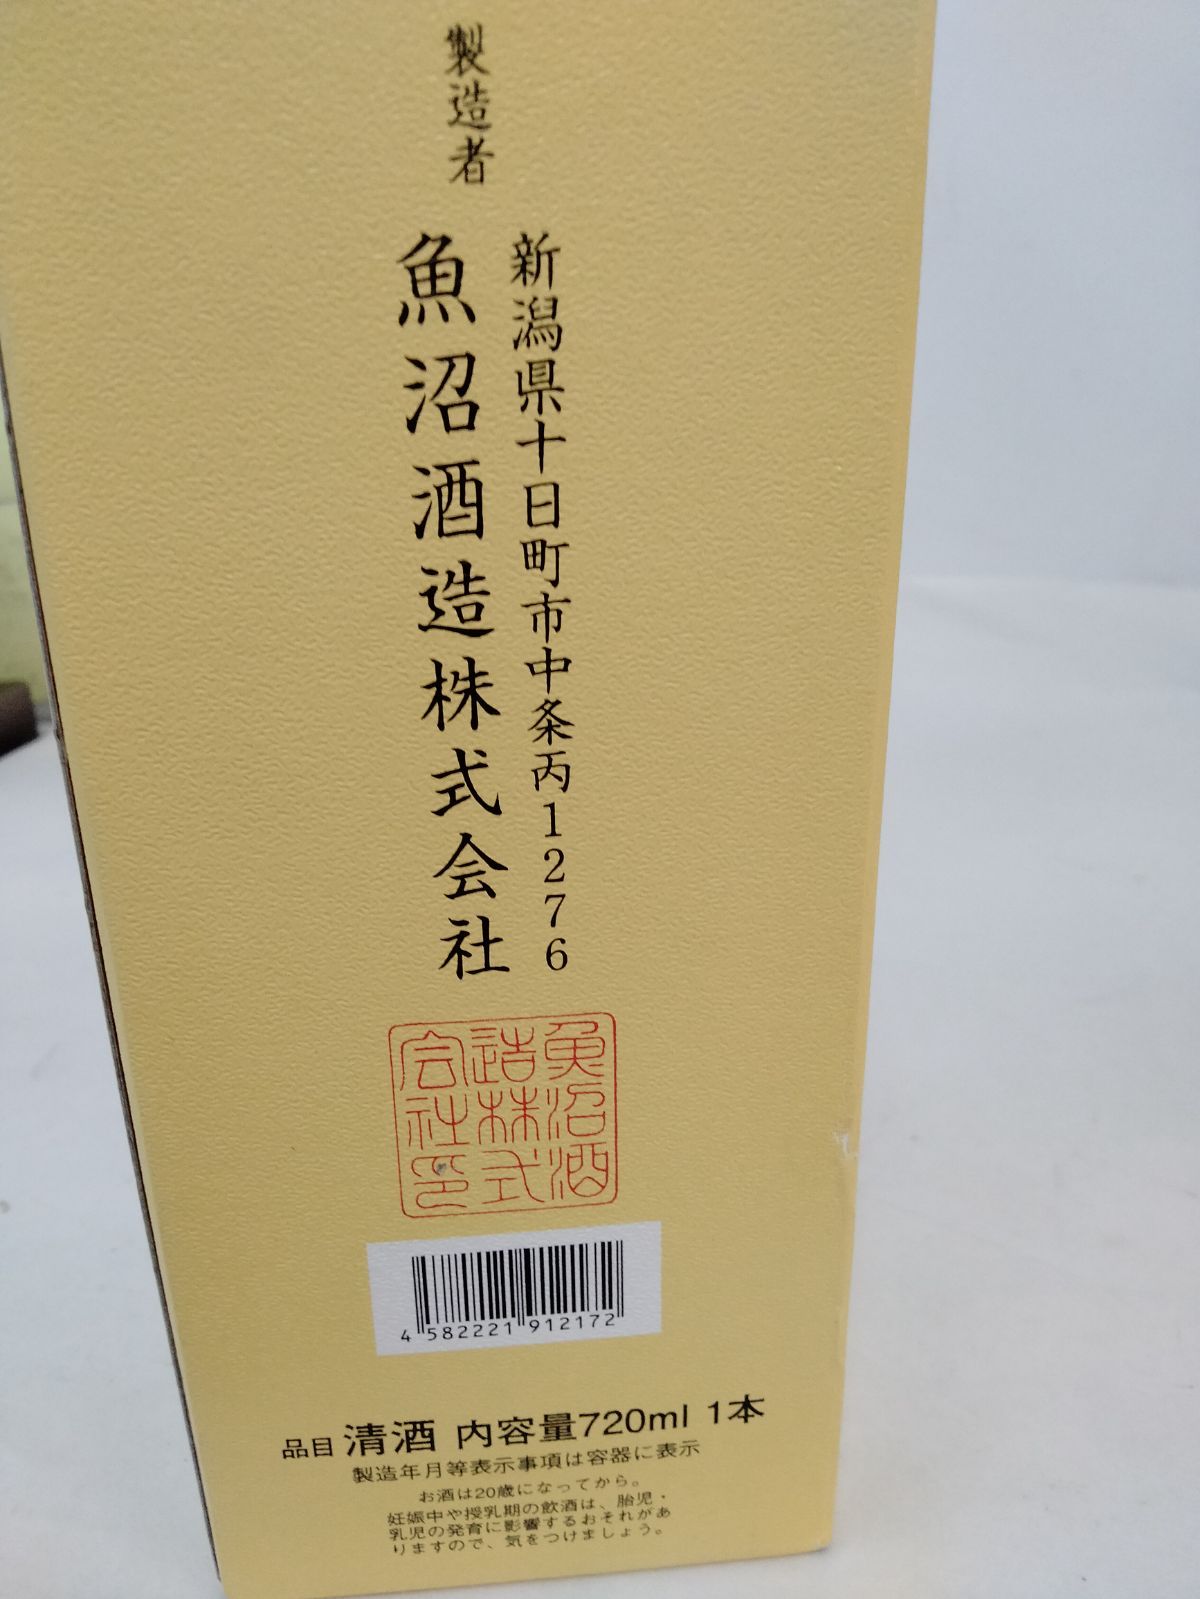 製造者
新潟県十日町市中条丙1276
魚沼酒造株式会社
魚沼酒
造株式
会社印
4 582221 912172
品目 清酒 内容量720ml 1本
製造年月等表示事項は容器に表示
お酒は20歳になってから。
妊娠中や授乳期の飲酒は、胎児・
乳児の発育に影響するおそれがあ
りますので、気をつけましょう。